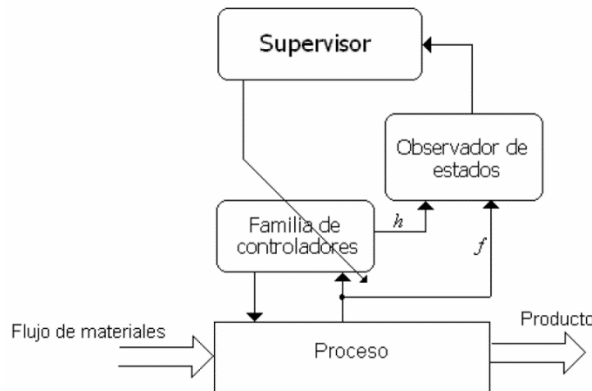 Supervisor
Observador de
estados
Familia de
controladores
h
f
Flujo de materiales
Proceso
Producto